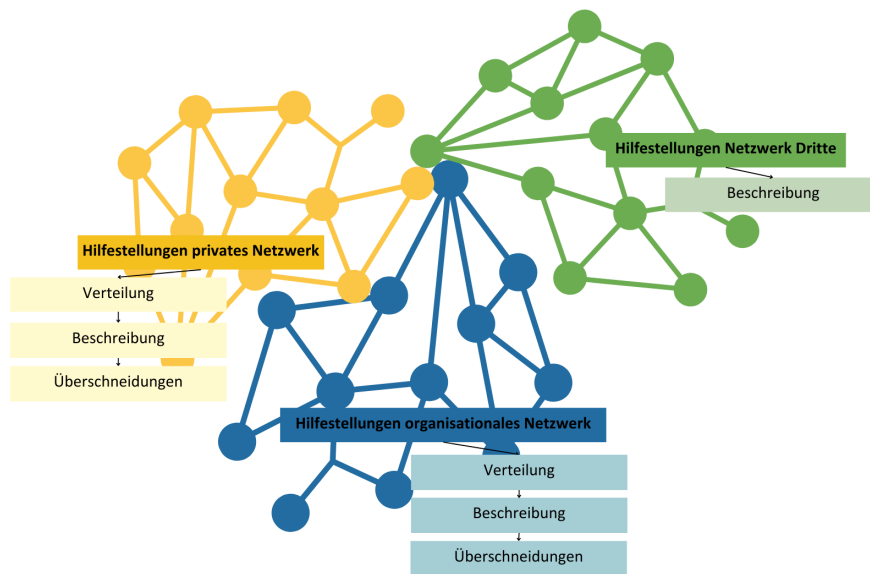 Hilfestellungen Netzwerk Dritte
Beschreibung
Hilfestellungen privates Netzwerk
Verteilung
Beschreibung
Überschneidungen
Hilfestellungen organisationales Netzwerk
Verteilung
Beschreibung
Überschneidungen